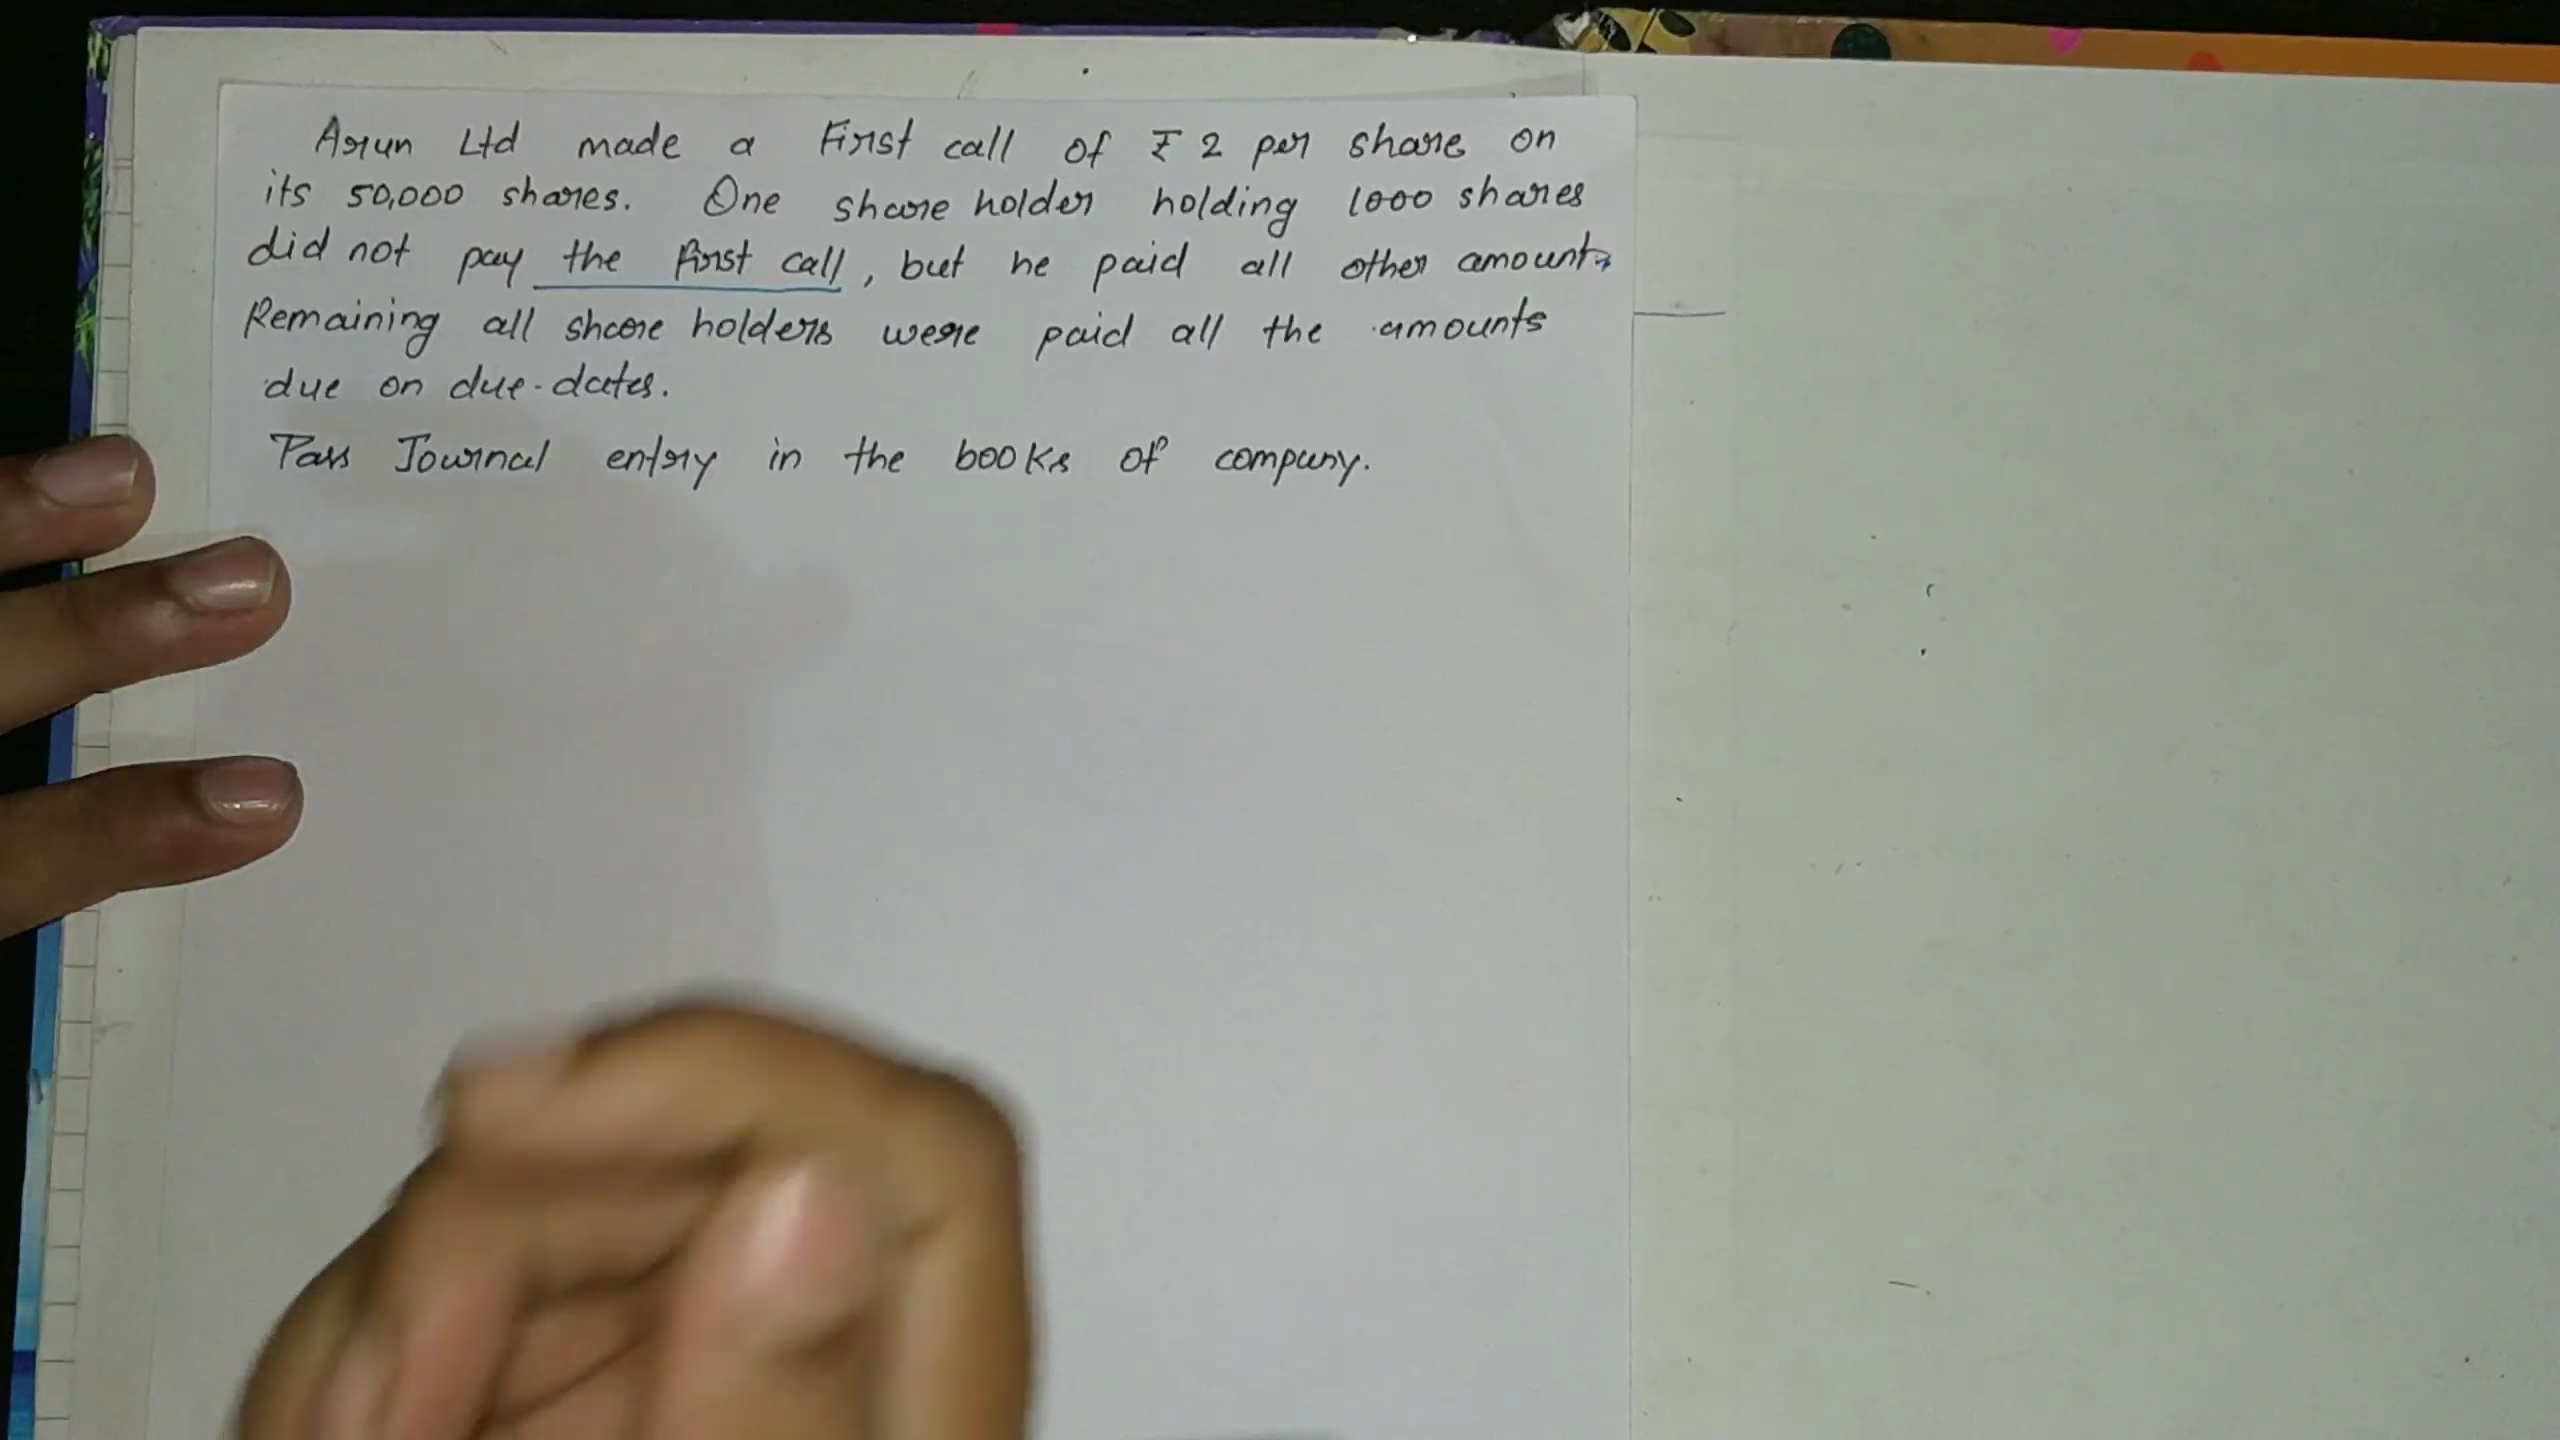 Arun Ltd made a First call of ₹ 2 per share on
its 50,000 shares. One share holder holding 1000 shares
did not pay the first call, but he paid all other amounts
Remaining all share holders were paid all the amounts
due on due-dates.
Pass Journal entry in the books of company.